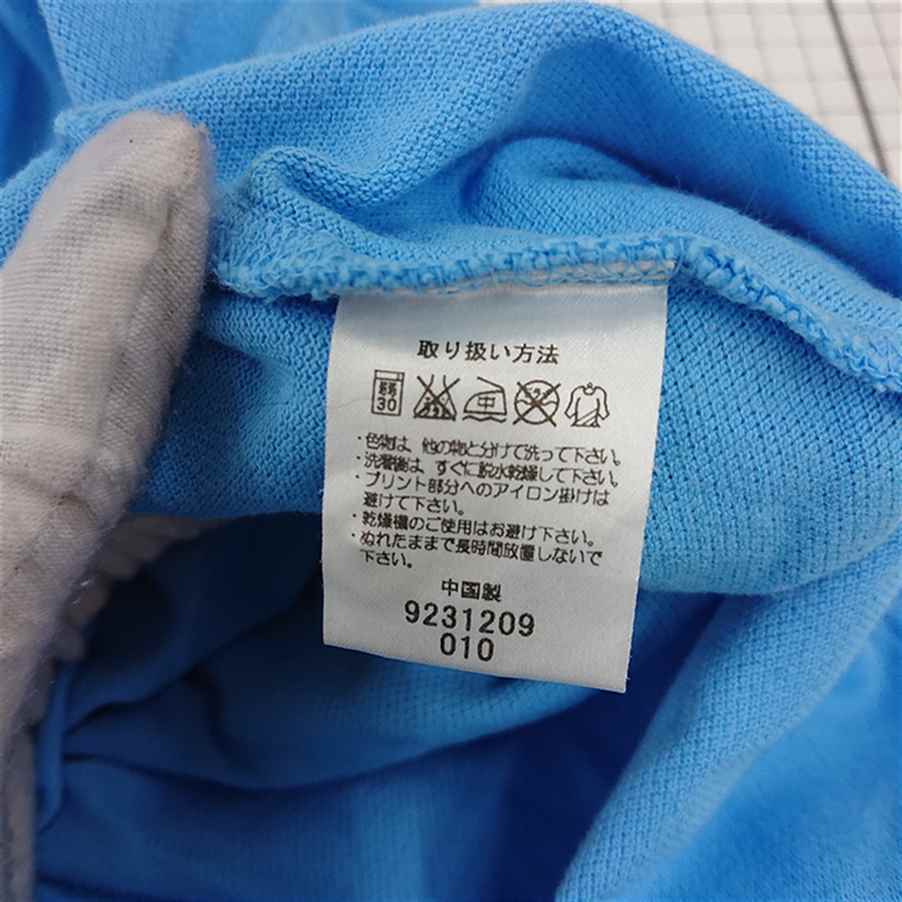 取り扱い方法
30
中
・色物は、他の物と分けて洗って下さい。
・洗濯後は、すぐに脱水乾燥して下さい。
・プリント部分へのアイロン掛けは
避けて下さい。
・乾燥機のご使用はお避け下さい。
・ぬれたままで長時間放置しないで
下さい。
中国製
9231209
010